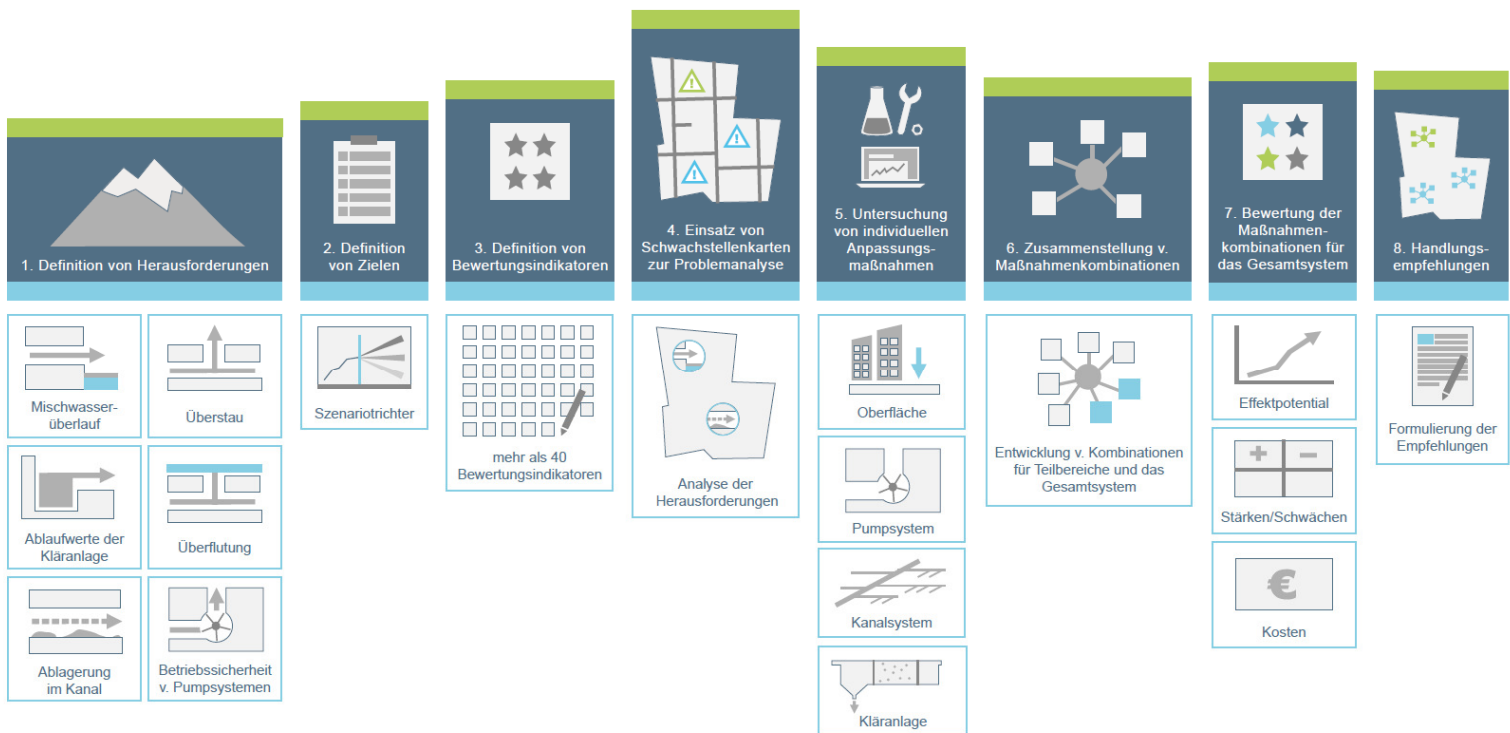 1. Definition von Herausforderungen
2. Definition
von Zielen
3. Definition von
Bewertungsindikatoren
4. Einsatz von
Schwachstellenkarten
zur Problemanalyse
5. Untersuchung
von individuellen
Anpassungs-
maßnahmen
6. Zusammenstellung v.
Maßnahmenkombinationen
7. Bewertung der
Maßnahmen-
kombinationen für
das Gesamtsystem
8. Handlungs-
empfehlungen
Mischwasser-
überlauf
Überstau
Ablaufwerte der
Kläranlage
Überflutung
Ablagerung
im Kanal
Betriebssicherheit
v. Pumpsystemen
Szenariotrichter
mehr als 40
Bewertungsindikatoren
Analyse der
Herausforderungen
Oberfläche
Pumpsystem
Kanalsystem
Kläranlage
Entwicklung v. Kombinationen
für Teilbereiche und das
Gesamtsystem
Effektpotential
+ −
Stärken/Schwächen
€
Kosten
Formulierung der
Empfehlungen